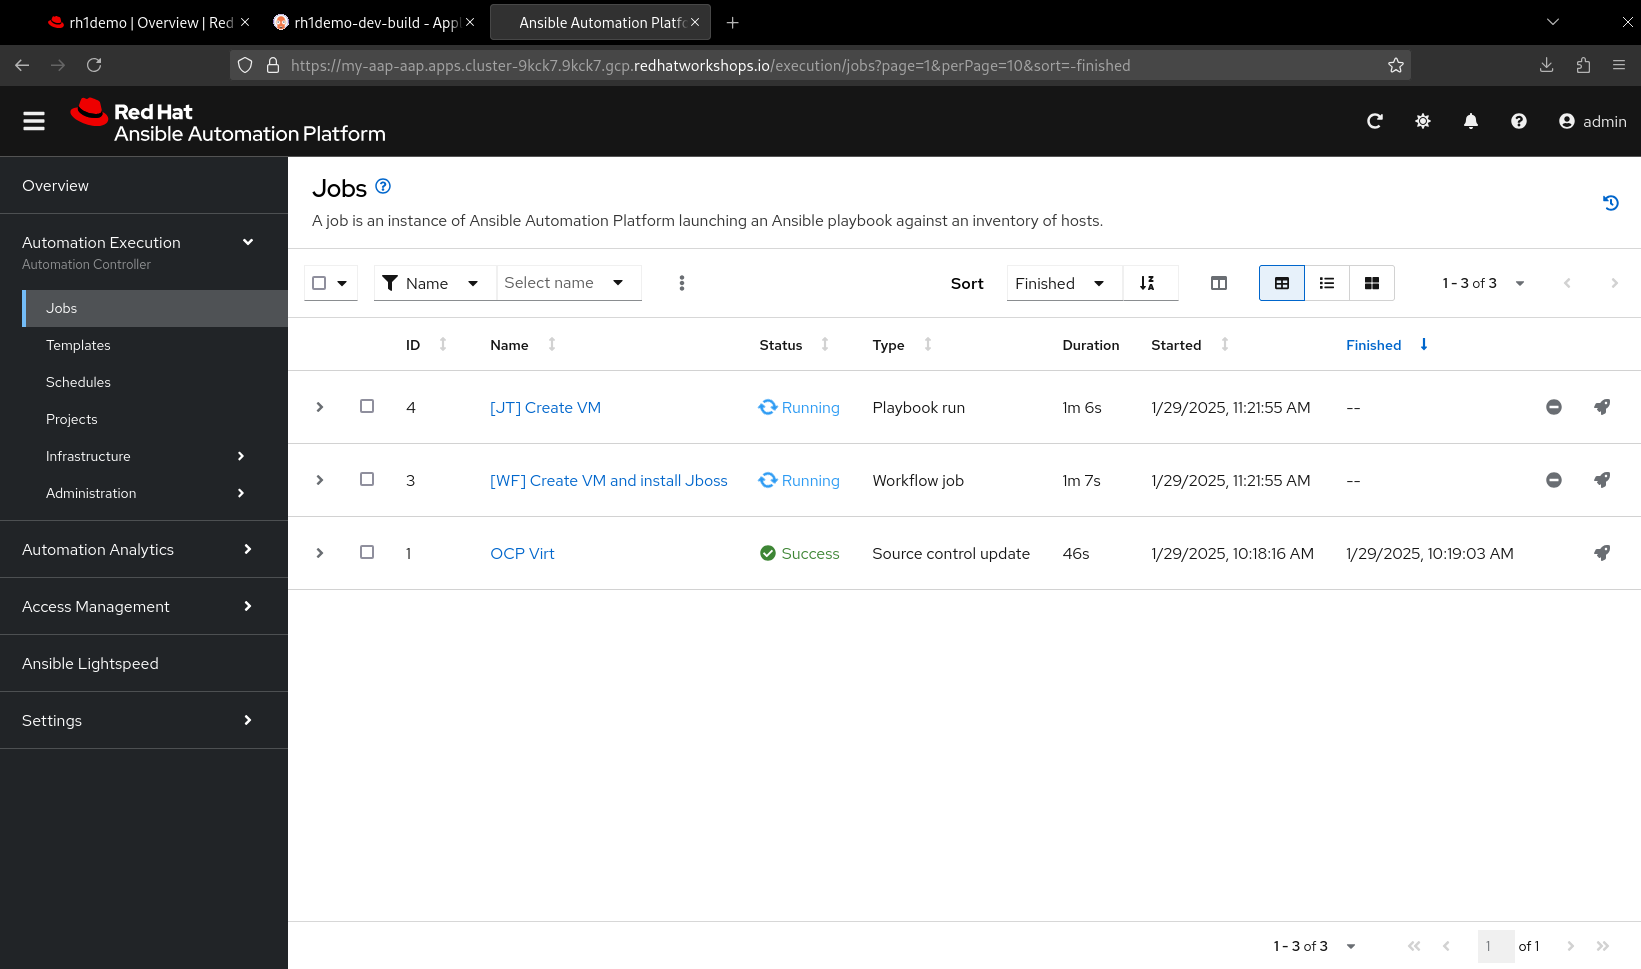 rh1demo | Overview | Red
rh1demo-dev-build - Appl
Ansible Automation Platfo
https://my-aap-aap.apps.cluster-9kck7.9kck7.gcp.redhatworkshops.io/execution/jobs?page=1&perPage=10&sort=-finished
Red Hat
Ansible Automation Platform
admin
Overview
Automation Execution
Automation Controller
Jobs
Templates
Schedules
Projects
Infrastructure
Administration
Automation Analytics
Access Management
Ansible Lightspeed
Settings
Jobs
A job is an instance of Ansible Automation Platform launching an Ansible playbook against an inventory of hosts.
Name Select name Sort Finished 1 - 3 of 3
ID Name Status Type Duration Started Finished
4 [JT] Create VM Running Playbook run 1m 6s 1/29/2025, 11:21:55 AM --
3 [WF] Create VM and install Jboss Running Workflow job 1m 7s 1/29/2025, 11:21:55 AM --
1 OCP Virt Success Source control update 46s 1/29/2025, 10:18:16 AM 1/29/2025, 10:19:03 AM
1 - 3 of 3 1 of 1